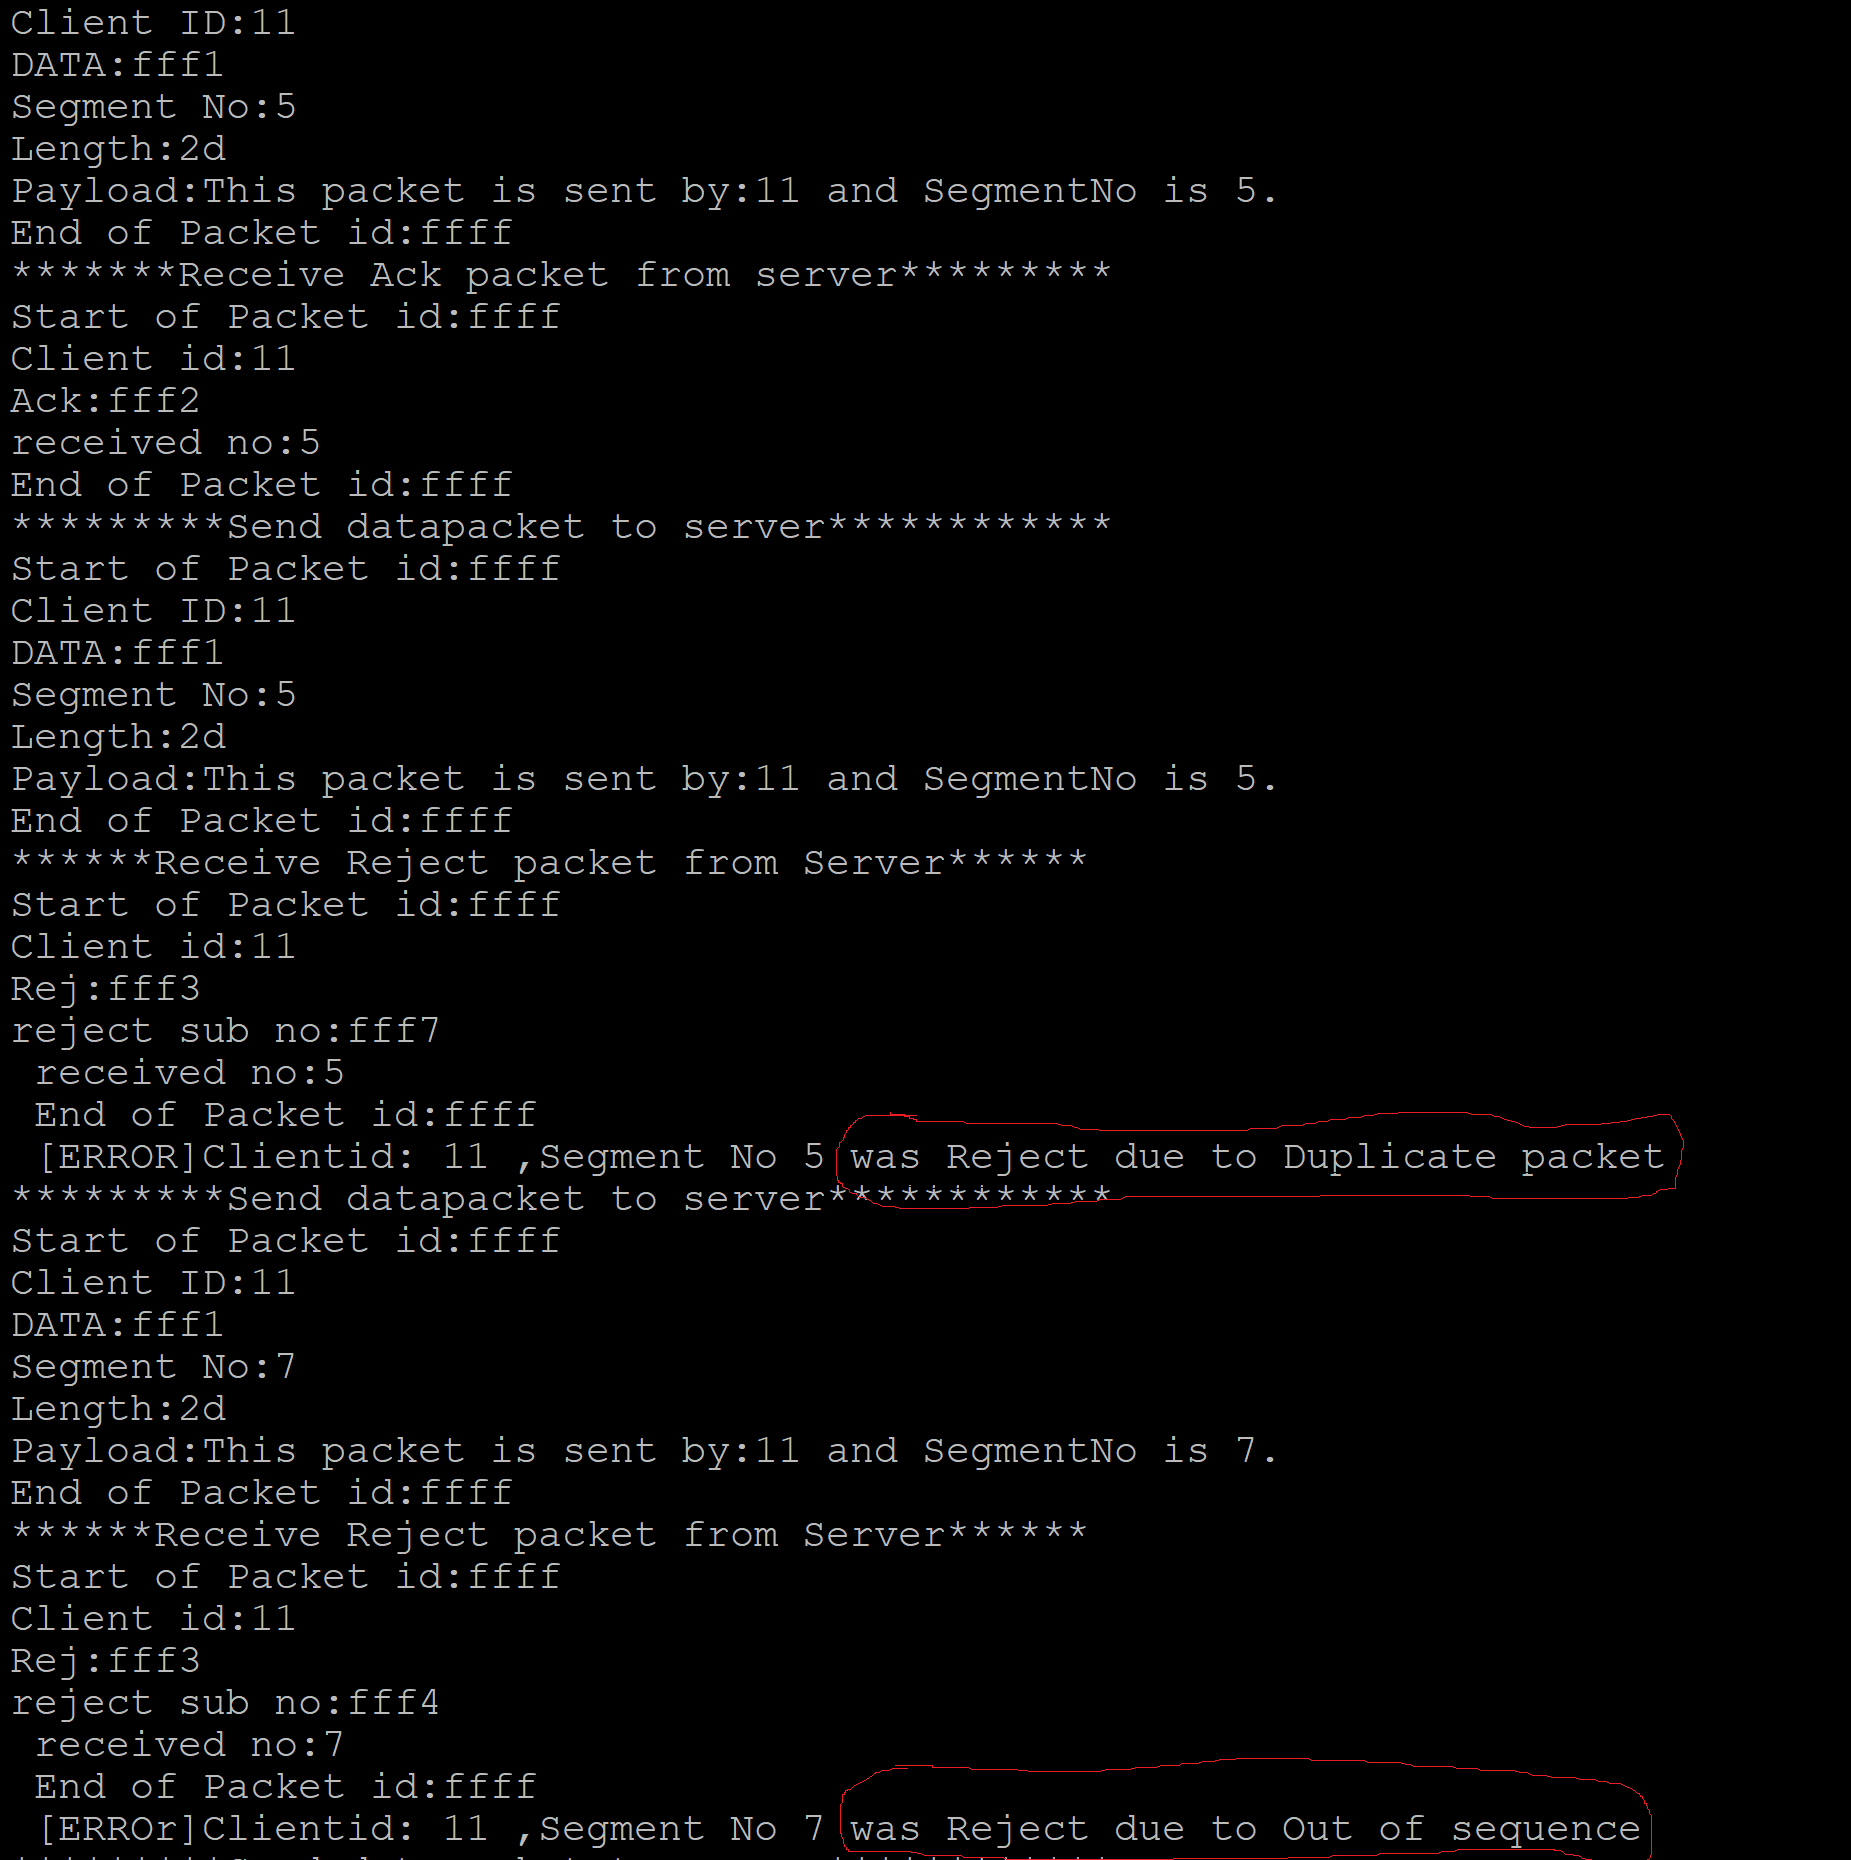 Client ID:11
DATA:fff1
Segment No:5
Length:2d
Payload:This packet is sent by:11 and SegmentNo is 5.
End of Packet id:ffff
*******Receive Ack packet from server*********
Start of Packet id:ffff
Client id:11
Ack:fff2
received no:5
End of Packet id:ffff
*********Send datapacket to server************
Start of Packet id:ffff
Client ID:11
DATA:fff1
Segment No:5
Length:2d
Payload:This packet is sent by:11 and SegmentNo is 5.
End of Packet id:ffff
******Receive Reject packet from Server******
Start of Packet id:ffff
Client id:11
Rej:fff3
reject sub no:fff7
 received no:5
 End of Packet id:ffff
 [ERROR]Clientid: 11 ,Segment No 5 was Reject due to Duplicate packet
*********Send datapacket to server************
Start of Packet id:ffff
Client ID:11
DATA:fff1
Segment No:7
Length:2d
Payload:This packet is sent by:11 and SegmentNo is 7.
End of Packet id:ffff
******Receive Reject packet from Server******
Start of Packet id:ffff
Client id:11
Rej:fff3
reject sub no:fff4
 received no:7
 End of Packet id:ffff
 [ERROr]Clientid: 11 ,Segment No 7 was Reject due to Out of sequence